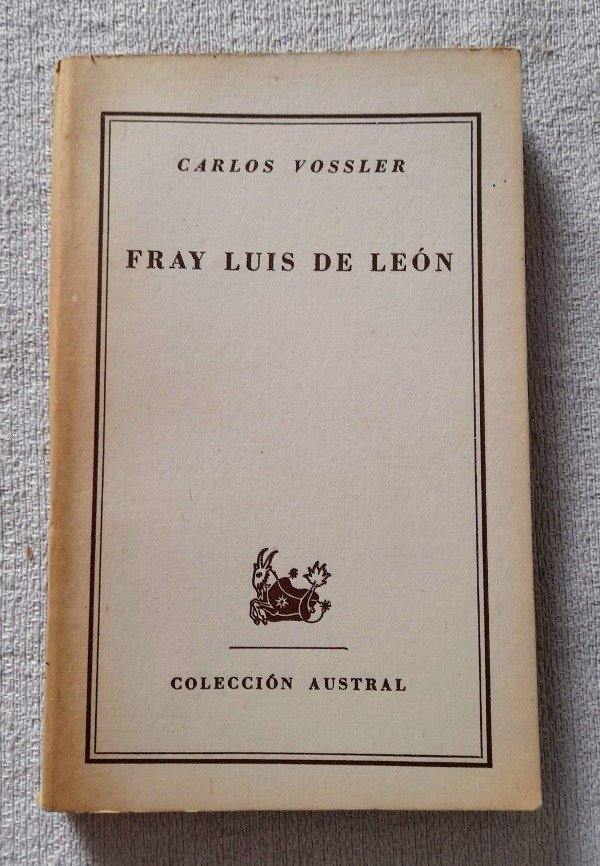 CARLOS VOSSLER
FRAY LUIS DE LEÓN
COLECCIÓN AUSTRAL